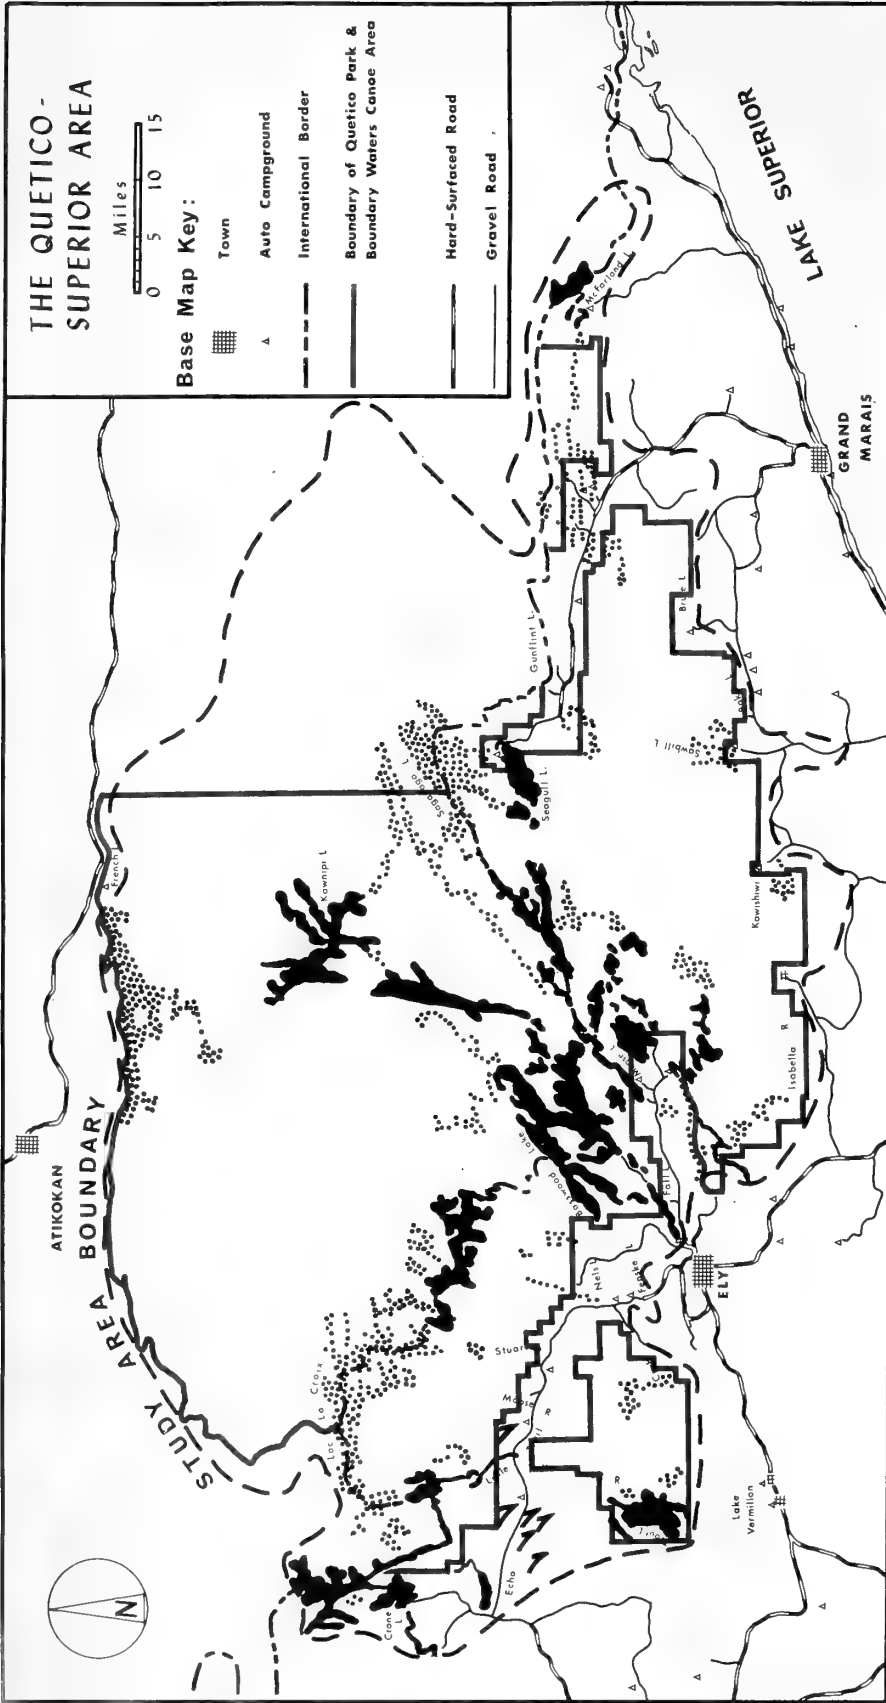 THE QUETICO -
SUPERIOR AREA
Miles
0 5 10 15
Base Map Key:
Town
Auto Campground
International Border
Boundary of Quetico Park &
Boundary Waters Canoe Area
Hard-Surfaced Road
Gravel Road
N
STUDY AREA BOUNDARY
ATIKOKAN
French L
Kawnipi L
Saganaga L
Seagull L.
Gunflint L.
McFarland L
LAKE SUPERIOR
GRAND
MARAIS
Brule L
Sawbill L
Kawishiwi
Isabella R
Basswood Lake
Moose L
Fall L
ELY
Nels L
Fenske L
Lac La Croix
Stuart
Moose R
R
Echo
Crane
L
Lake
Vermilion